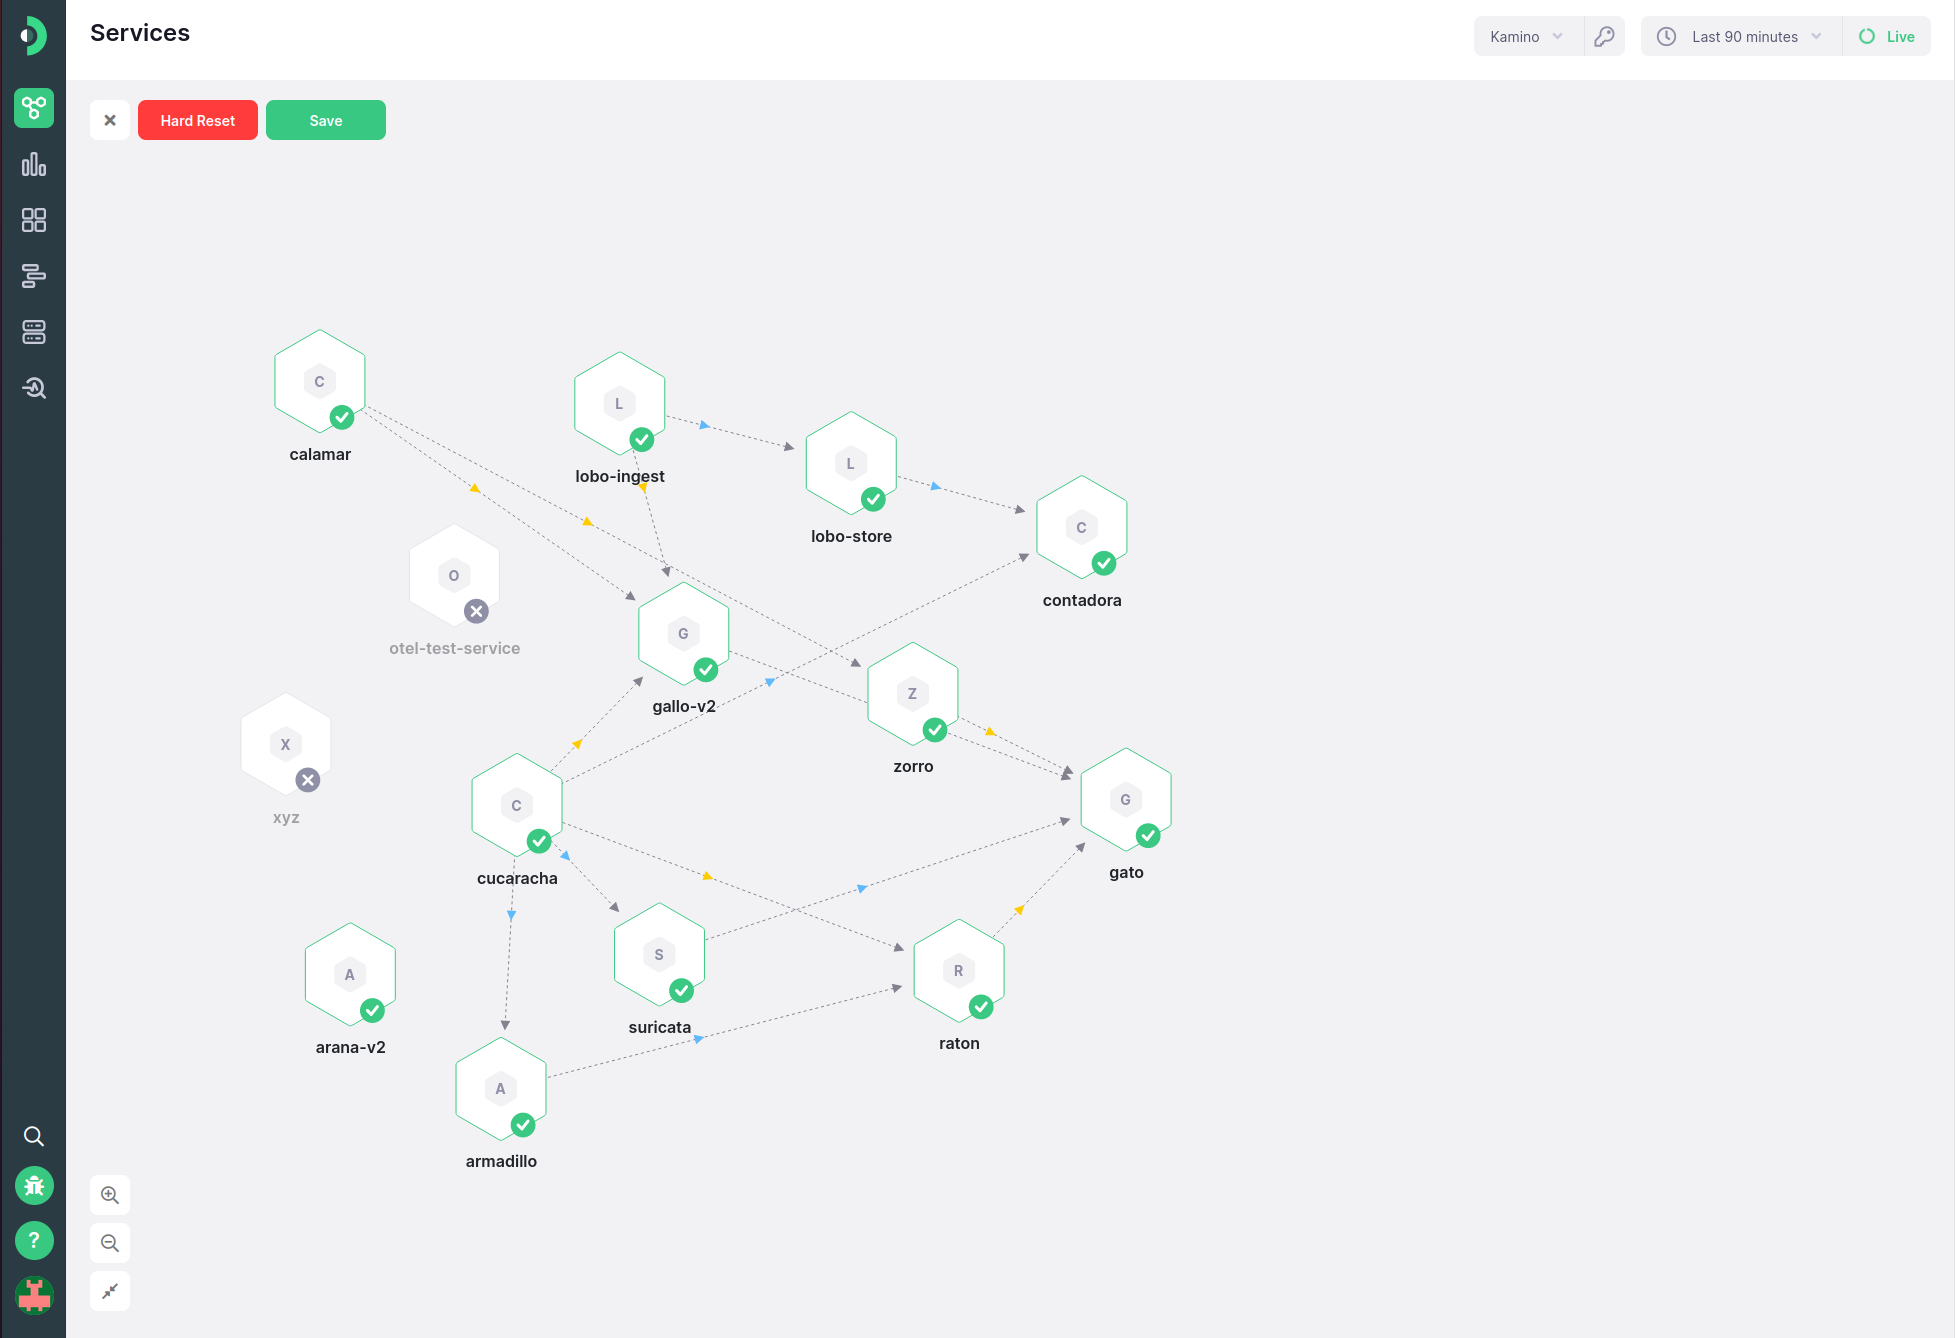 Services
Kamino
Last 90 minutes
Live
Hard Reset
Save
C
calamar
L
lobo-ingest
L
lobo-store
C
contadora
O
otel-test-service
G
gallo-v2
Z
zorro
X
xyz
C
cucaracha
G
gato
A
arana-v2
S
suricata
R
raton
A
armadillo
?